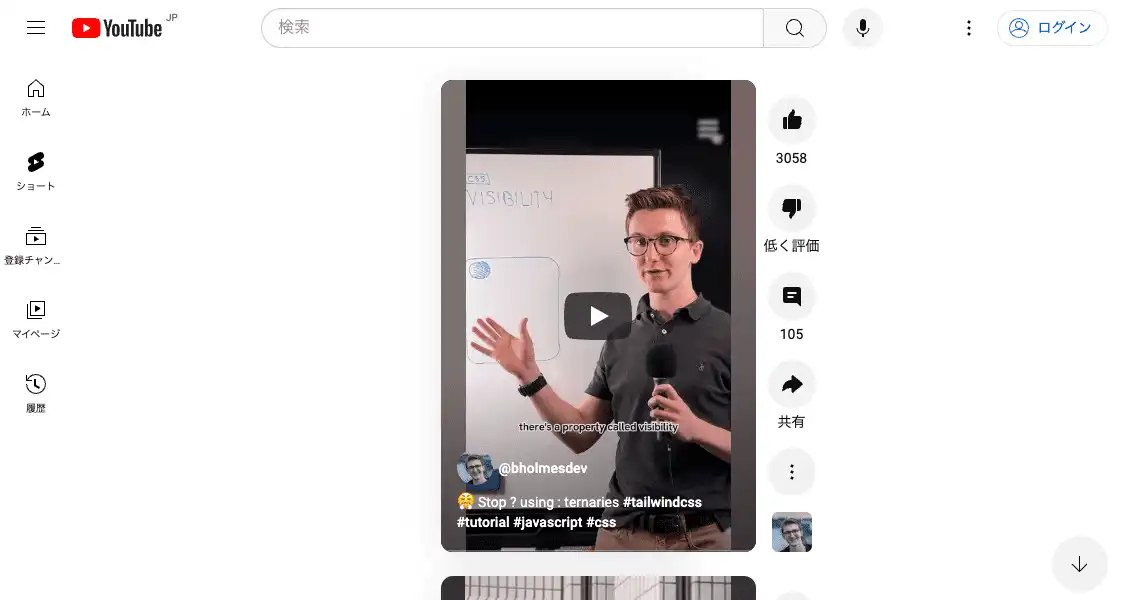 YouTube JP
検索
ログイン
ホーム
ショート
登録チャン...
マイページ
履歴
CSS
VISIBILITY
there's a property called visibility
@bholmesdev
😤 Stop ? using : ternaries #tailwindcss
#tutorial #javascript #css
3058
低く評価
105
共有